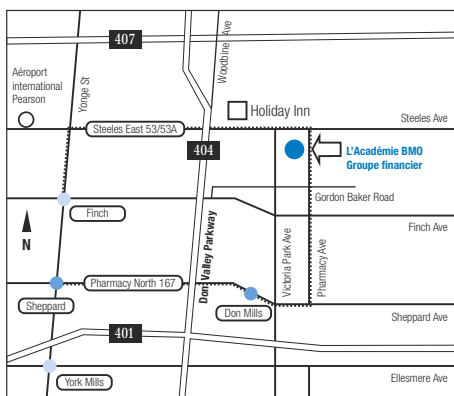 407
Woodbine Ave
Aéroport
international
Pearson
Yonge St
Holiday Inn
Steeles Ave
Steeles East 53/53A
404
L'Académie BMO
Groupe financier
Gordon Baker Road
Finch
Finch Ave
N
Don Valley Parkway
Victoria Park Ave
Pharmacy Ave
Pharmacy North 167
Sheppard
Don Mills
Sheppard Ave
401
York Mills
Ellesmere Ave